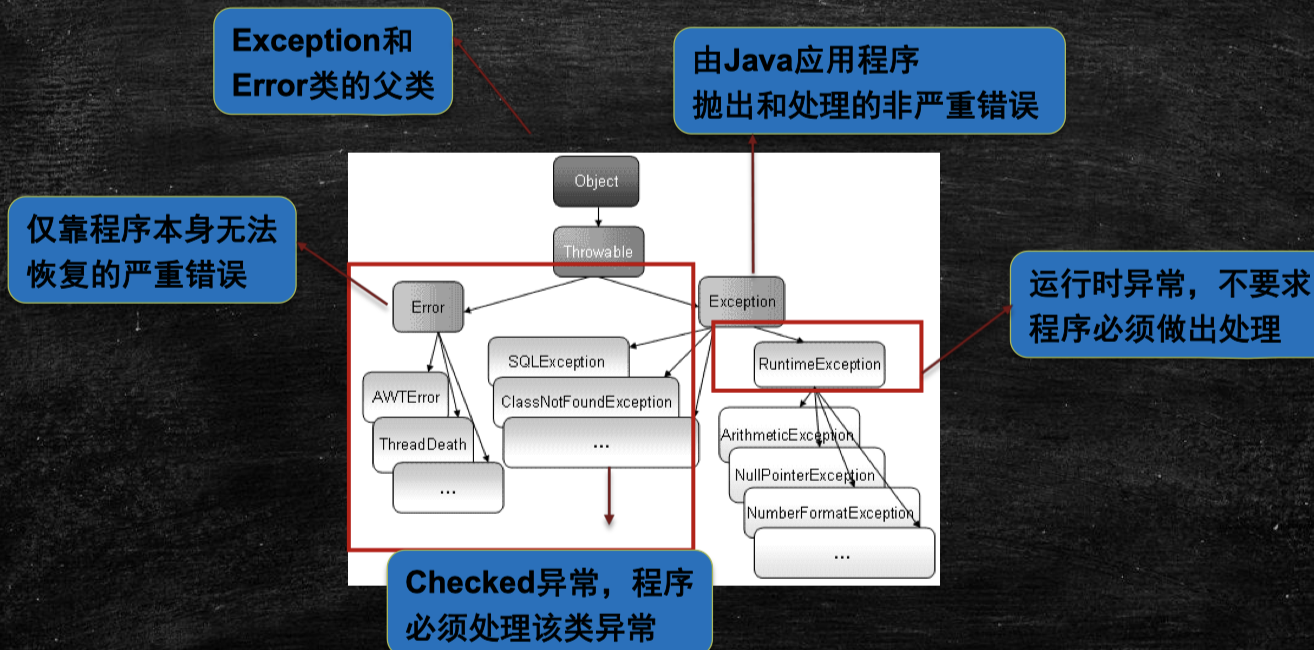 Exception和
Error类的父类
由Java应用程序
抛出和处理的非严重错误
Object
Throwable
仅靠程序本身无法
恢复的严重错误
Error
Exception
运行时异常，不要求
程序必须做出处理
SQLException
RuntimeException
AWTError
ClassNotFoundException
ThreadDeath
...
ArithmeticException
...
NullPointerException
NumberFormatException
...
Checked异常，程序
必须处理该类异常